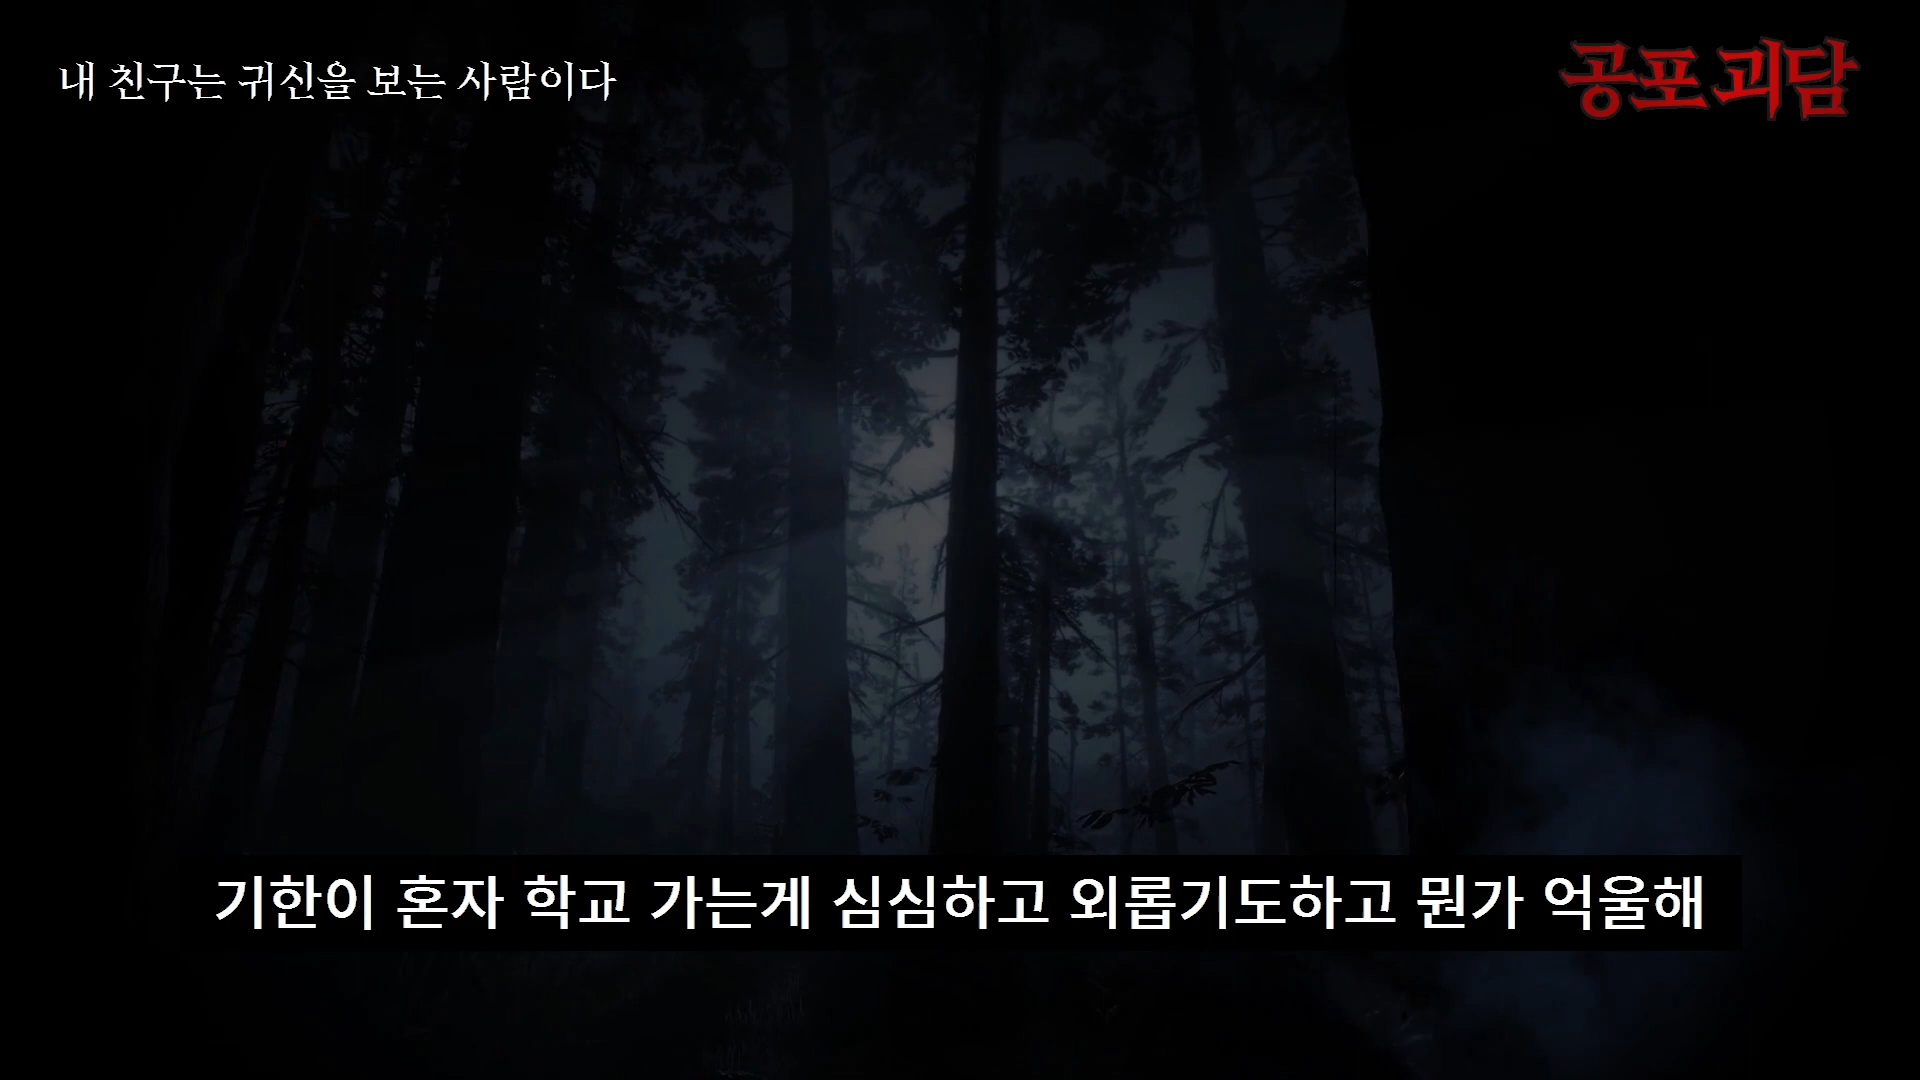 내 친구는 귀신을 보는 사람이다
공포괴담
기한이 혼자 학교 가는게 심심하고 외롭기도하고 뭔가 억울해